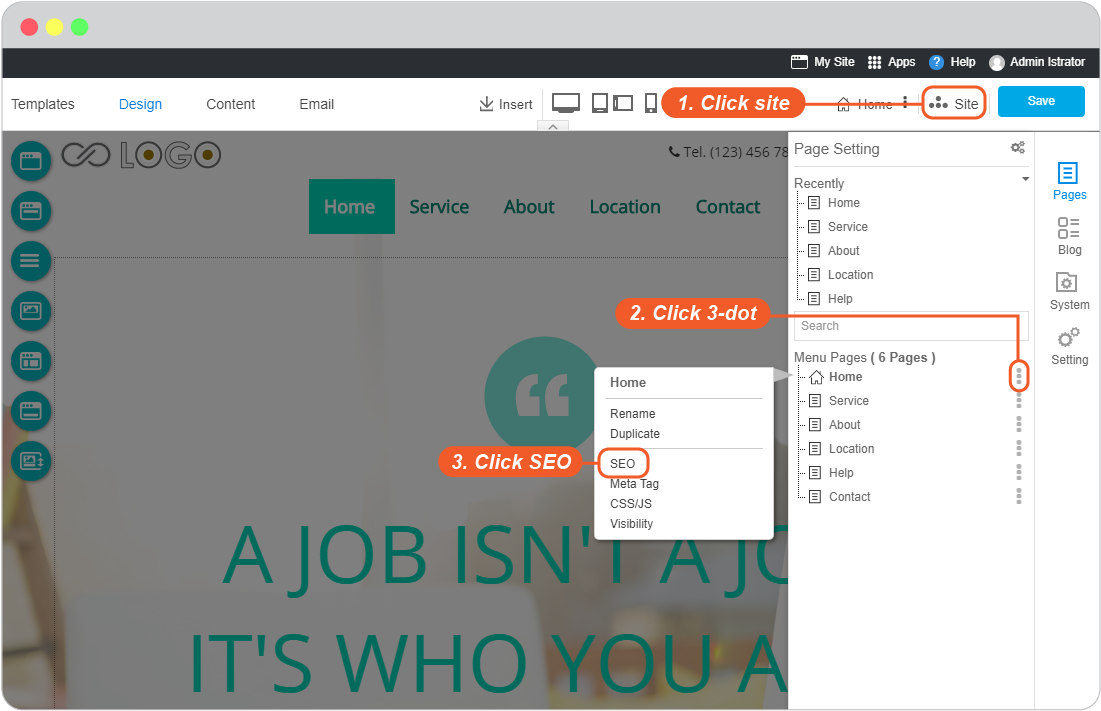 My Site Apps ? Help Admin Istrator
Templates Design Content Email Insert 1. Click site Home Site Save
LOGO
Tel. (123) 456 78
Home Service About Location Contact
Page Setting
Recently
Home
Service
About
Location
Help
2. Click 3-dot
Search
Menu Pages ( 6 Pages )
Home
Service
About
Location
Help
Contact
Pages
Blog
System
Setting
Home
Rename
Duplicate
3. Click SEO
SEO
Meta Tag
CSS/JS
Visibility
A JOB ISN'T A JO
IT'S WHO YOU A